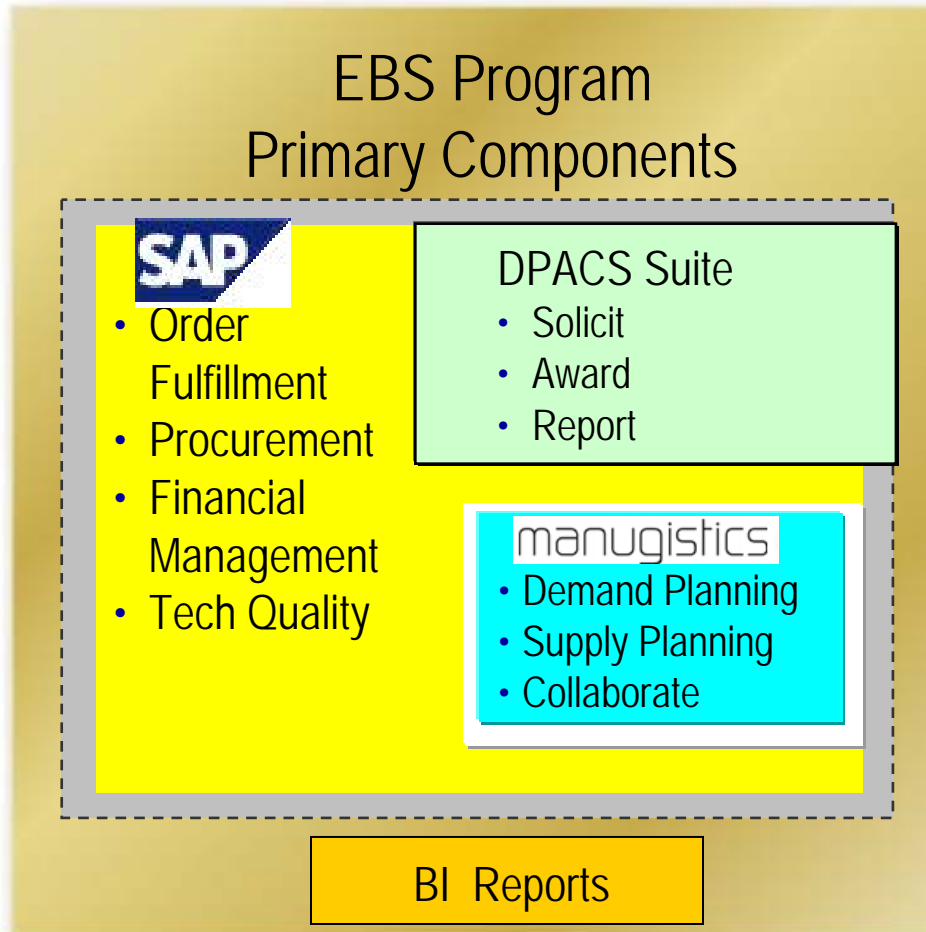 EBS Program
Primary Components
SAP
• Order
Fulfillment
• Procurement
• Financial
Management
• Tech Quality
DPACS Suite
• Solicit
• Award
• Report
manugistics
• Demand Planning
• Supply Planning
• Collaborate
BI Reports